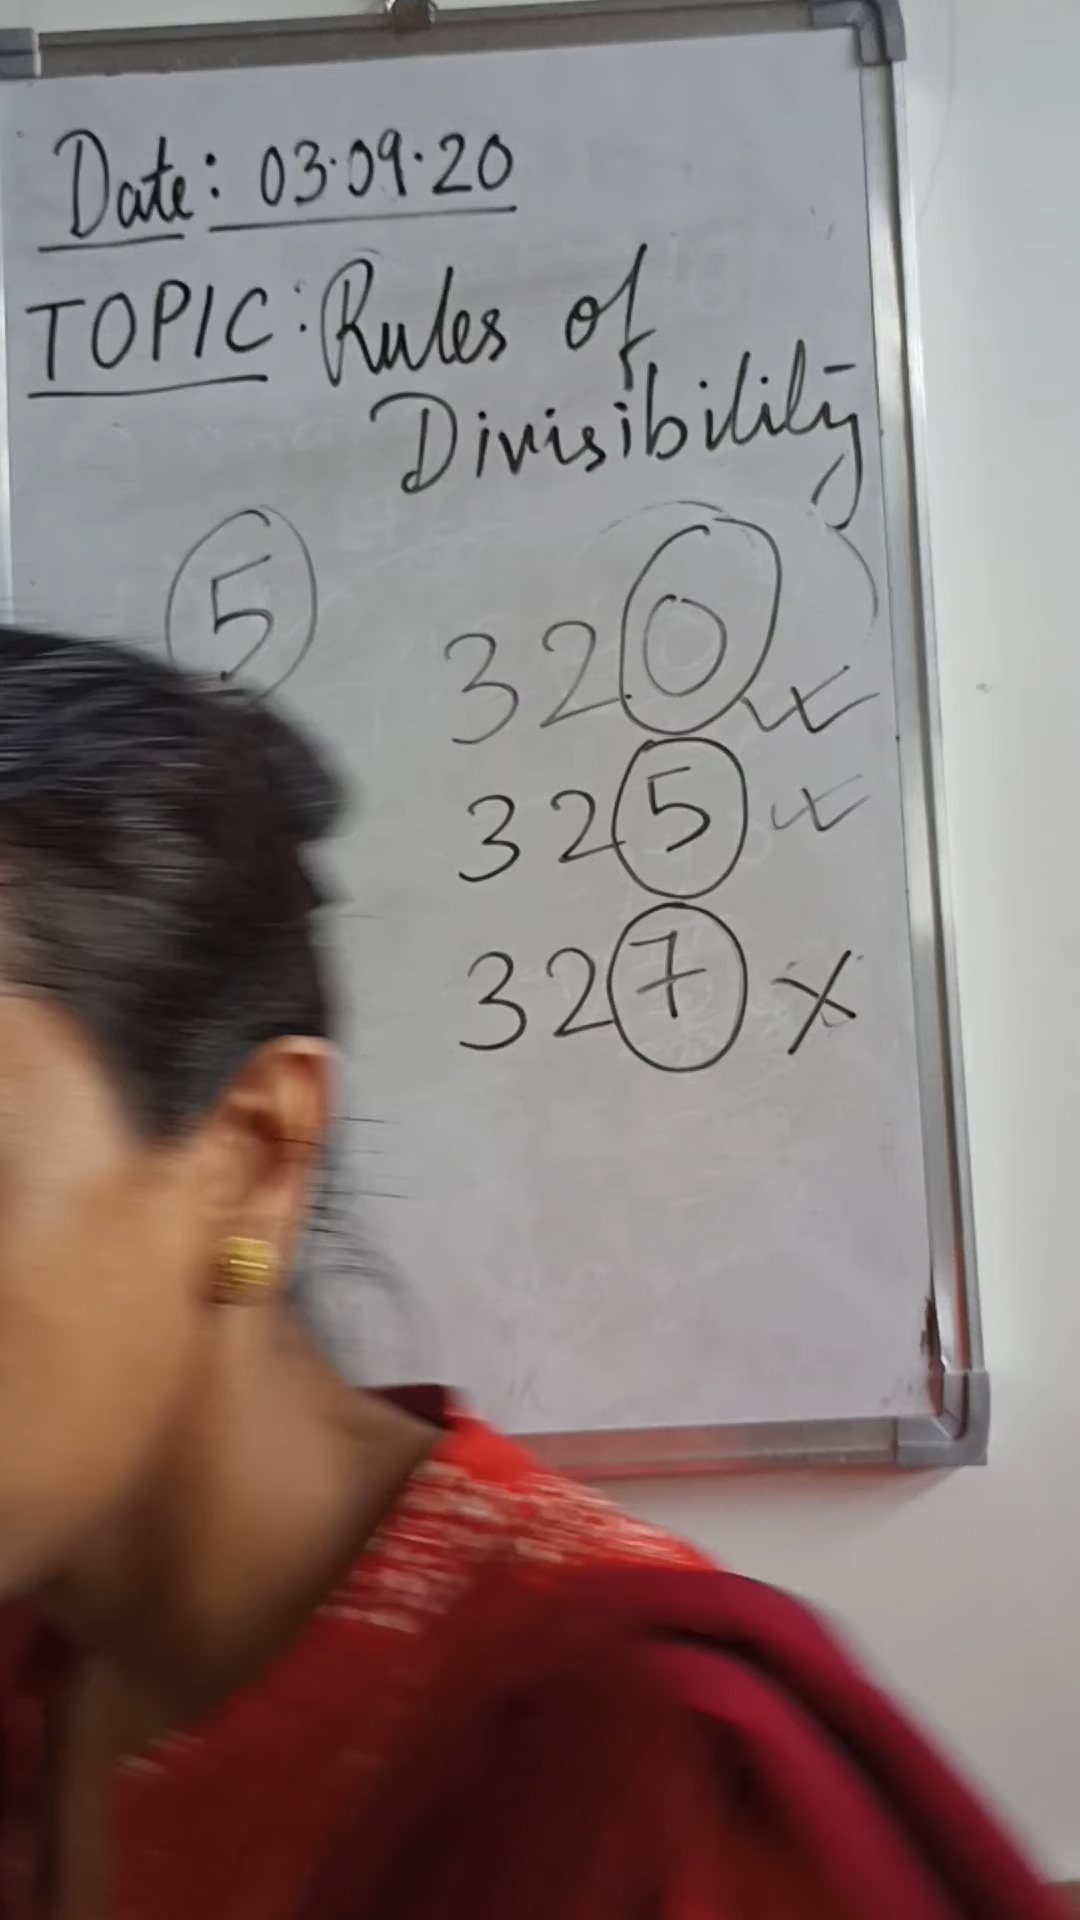 Date: 03.09.20
TOPIC: Rules of
Divisibility
5
320 ✓
325 ✓
327 X